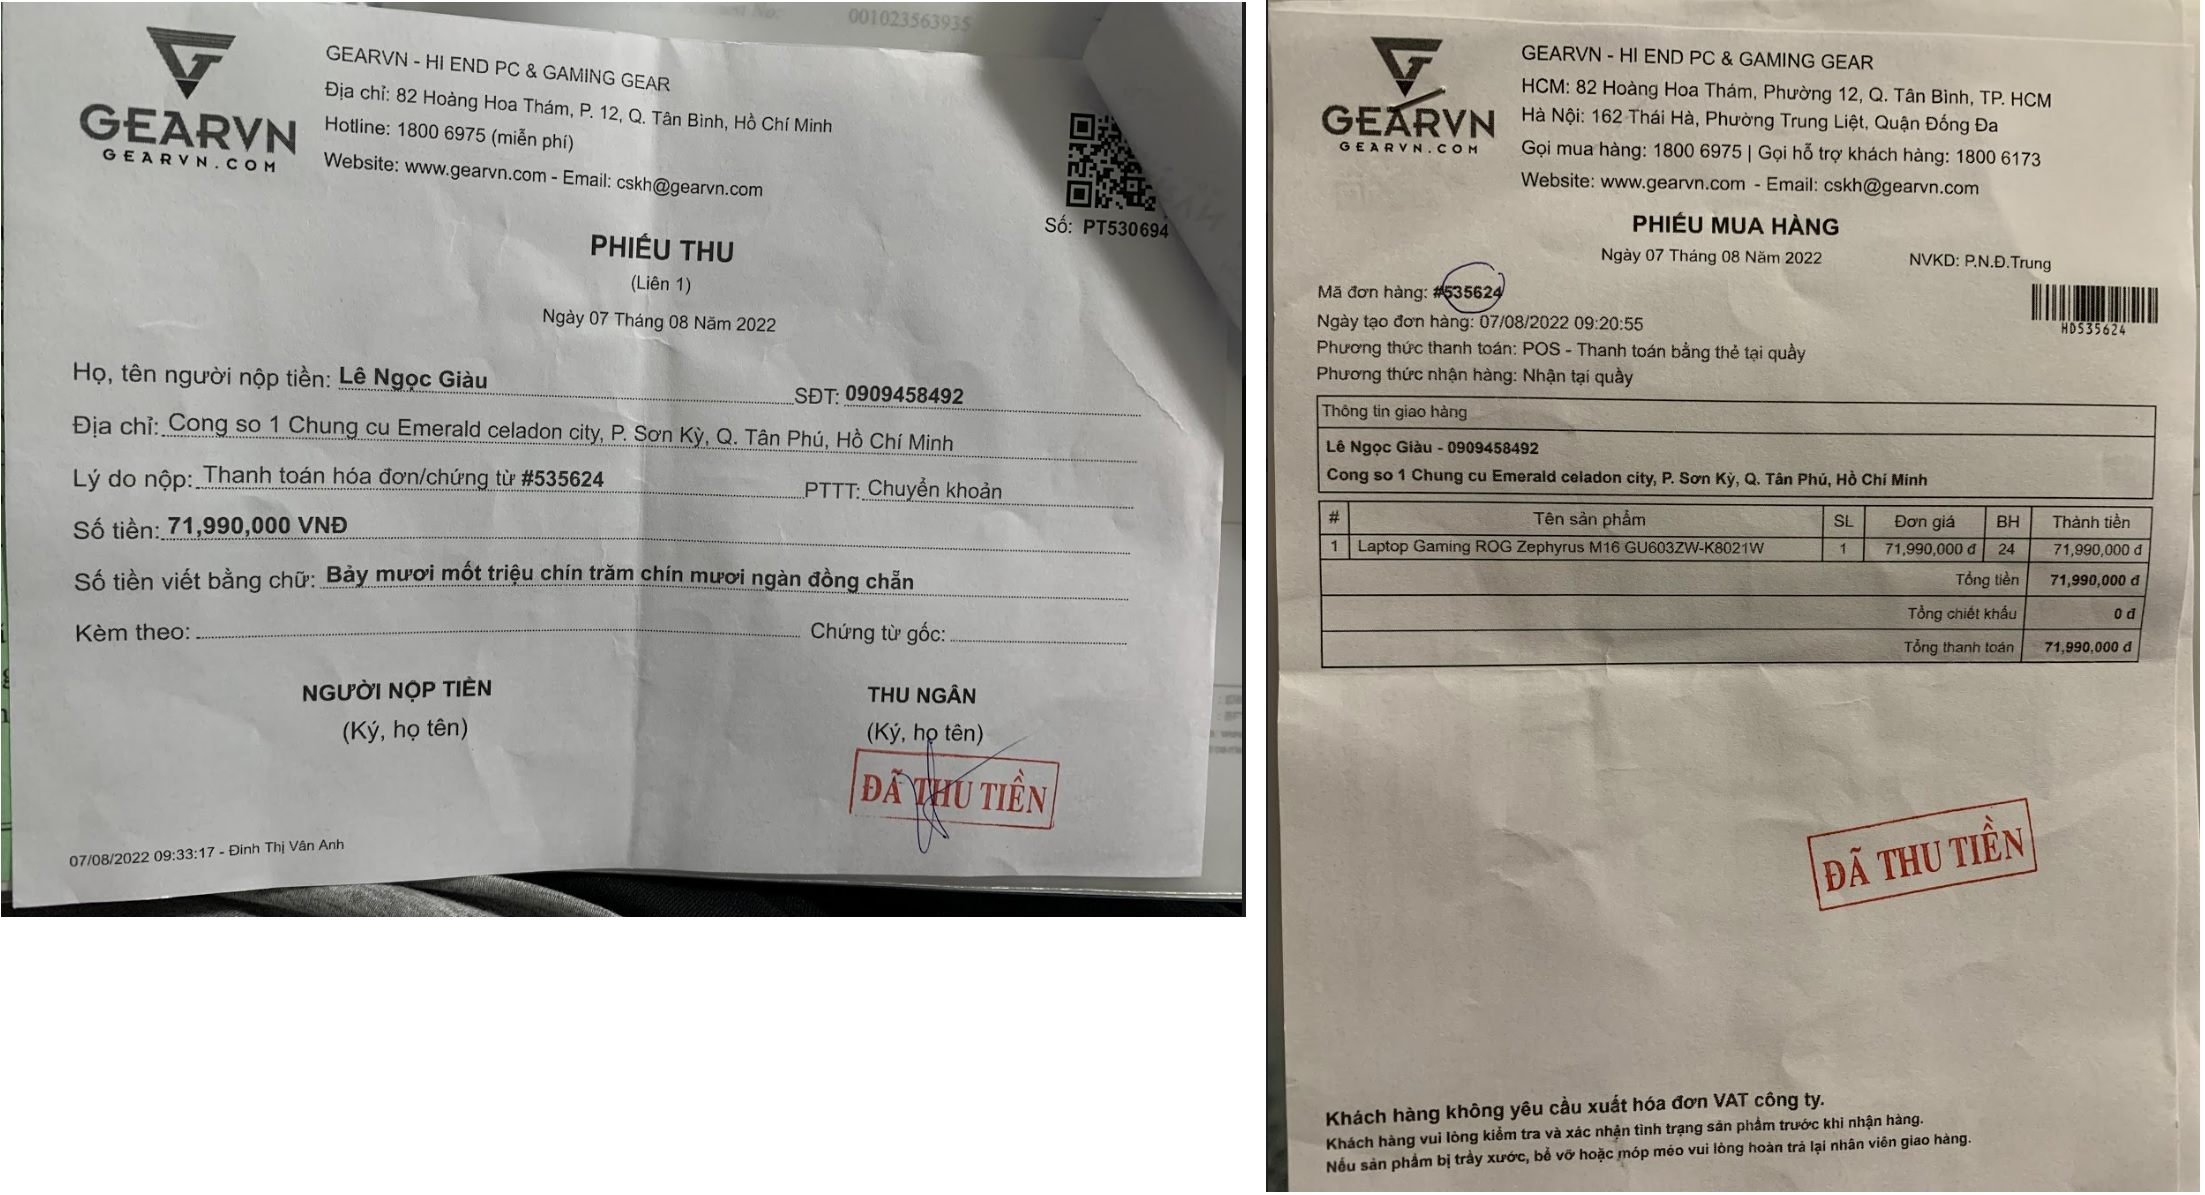 001023563935
GEARVN
GEARVN.COM
GEARVN - HI END PC & GAMING GEAR
Địa chỉ: 82 Hoàng Hoa Thám, P. 12, Q. Tân Bình, Hồ Chí Minh
Hotline: 1800 6975 (miễn phí)
Website: www.gearvn.com - Email: cskh@gearvn.com
Số: PT530694
PHIẾU THU
(Liên 1)
Ngày 07 Tháng 08 Năm 2022
Họ, tên người nộp tiền: Lê Ngọc Giàu SĐT: 0909458492
Địa chỉ: Cong so 1 Chung cu Emerald celadon city, P. Sơn Kỳ, Q. Tân Phú, Hồ Chí Minh
Lý do nộp: Thanh toán hóa đơn/chứng từ #535624 PTTT: Chuyển khoản
Số tiền: 71,990,000 VNĐ
Số tiền viết bằng chữ: Bảy mươi mốt triệu chín trăm chín mươi ngàn đồng chẵn
Kèm theo: Chứng từ gốc:
NGƯỜI NỘP TIỀN THU NGÂN
(Ký, họ tên) (Ký, họ tên)
ĐÃ THU TIỀN
07/08/2022 09:33:17 - Đinh Thị Vân Anh
GEARVN
GEARVN.COM
GEARVN - HI END PC & GAMING GEAR
HCM: 82 Hoàng Hoa Thám, Phường 12, Q. Tân Bình, TP. HCM
Hà Nội: 162 Thái Hà, Phường Trung Liệt, Quận Đống Đa
Gọi mua hàng: 1800 6975 | Gọi hỗ trợ khách hàng: 1800 6173
Website: www.gearvn.com - Email: cskh@gearvn.com
PHIẾU MUA HÀNG
Ngày 07 Tháng 08 Năm 2022 NVKD: P.N.Đ.Trung
Mã đơn hàng: #535624
HD535624
Ngày tạo đơn hàng: 07/08/2022 09:20:55
Phương thức thanh toán: POS - Thanh toán bằng thẻ tại quầy
Phương thức nhận hàng: Nhận tại quầy
Thông tin giao hàng
Lê Ngọc Giàu - 0909458492
Cong so 1 Chung cu Emerald celadon city, P. Sơn Kỳ, Q. Tân Phú, Hồ Chí Minh
# Tên sản phẩm SL Đơn giá BH Thành tiền
1 Laptop Gaming ROG Zephyrus M16 GU603ZW-K8021W 1 71,990,000 đ 24 71,990,000 đ
Tổng tiền 71,990,000 đ
Tổng chiết khấu 0 đ
Tổng thanh toán 71,990,000 đ
ĐÃ THU TIỀN
Khách hàng không yêu cầu xuất hóa đơn VAT công ty.
Khách hàng vui lòng kiểm tra và xác nhận tình trạng sản phẩm trước khi nhận hàng.
Nếu sản phẩm bị trầy xước, bể vỡ hoặc móp méo vui lòng hoàn trả lại nhân viên giao hàng.